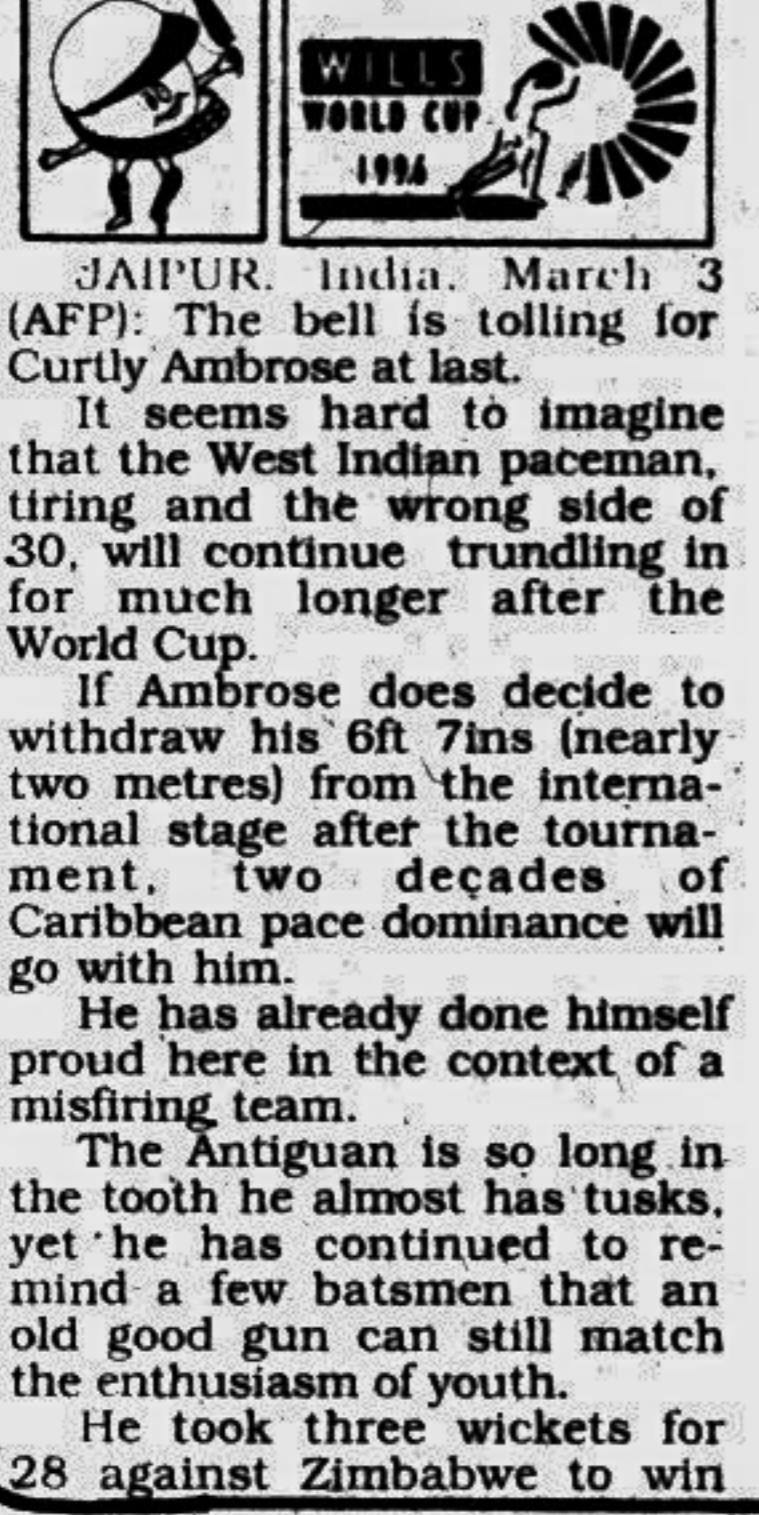 WILLS
WORLD CUP
1996
JAIPUR. India. March 3
(AFP): The bell is tolling for
Curtly Ambrose at last.
It seems hard to imagine
that the West Indian paceman,
tiring and the wrong side of
30, will continue trundling in
for much longer after the
World Cup.
If Ambrose does decide to
withdraw his 6ft 7ins (nearly
two metres) from the interna-
tional stage after the tourna-
ment, two decades of
Caribbean pace dominance will
go with him.
He has already done himself
proud here in the context of a
misfiring team.
The Antiguan is so long in
the tooth he almost has tusks,
yet he has continued to re-
mind a few batsmen that an
old good gun can still match
the enthusiasm of youth.
He took three wickets for
28 against Zimbabwe to win